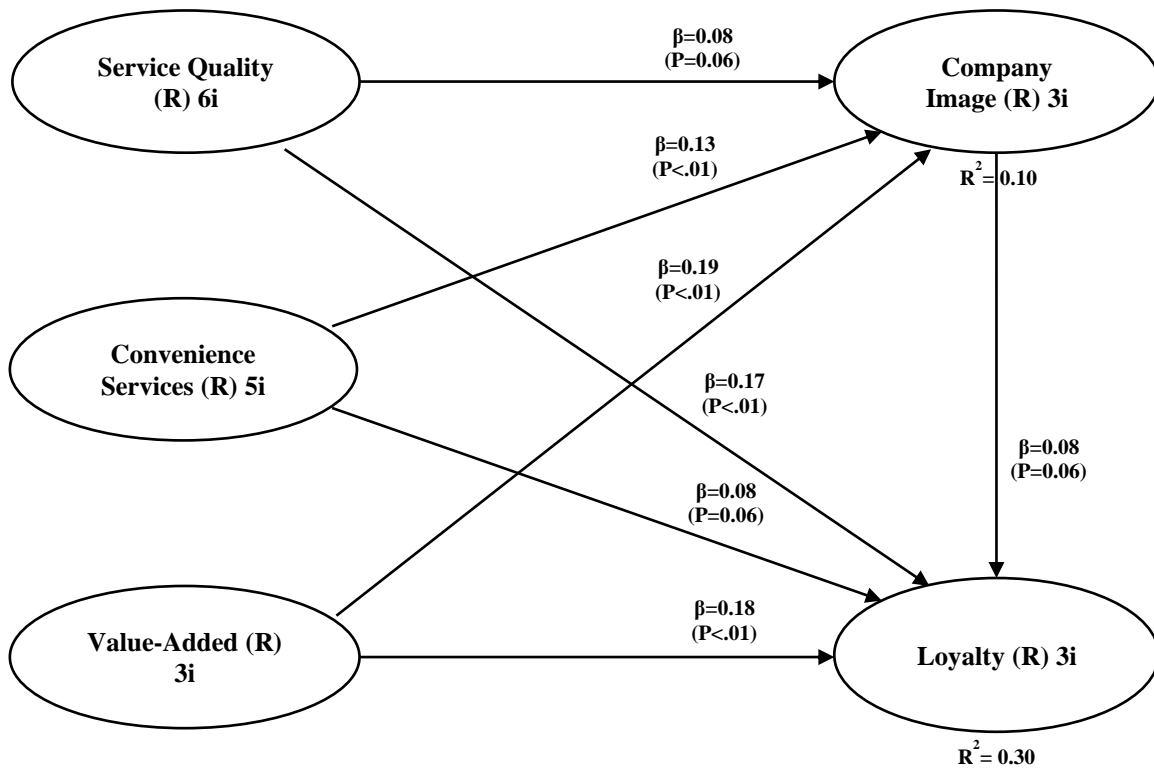 Service Quality
(R) 6i
β=0.08
(P=0.06)
Company
Image (R) 3i
β=0.13
(P<.01)
R²= 0.10
β=0.19
(P<.01)
Convenience
Services (R) 5i
β=0.17
(P<.01)
β=0.08
(P=0.06)
β=0.08
(P=0.06)
Value-Added (R)
3i
β=0.18
(P<.01)
Loyalty (R) 3i
R²= 0.30